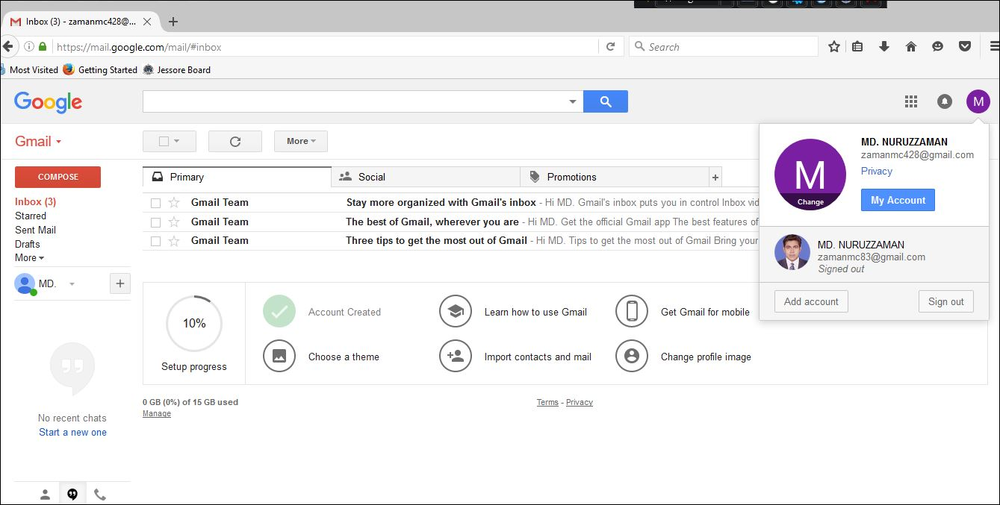 Inbox (3) - zamanmc428@...
https://mail.google.com/mail/#inbox
Search
Most Visited Getting Started Jessore Board
Google
M
Gmail
More
MD. NURUZZAMAN
zamanmc428@gmail.com
Privacy
M
Change
My Account
COMPOSE
Primary Social Promotions
Inbox (3)
Starred
Sent Mail
Drafts
More
Gmail Team Stay more organized with Gmail's inbox - Hi MD. Gmail's inbox puts you in control Inbox vid
Gmail Team The best of Gmail, wherever you are - Hi MD. Get the official Gmail app The best features of
Gmail Team Three tips to get the most out of Gmail - Hi MD. Tips to get the most out of Gmail Bring your
MD. NURUZZAMAN
zamanmc83@gmail.com
Signed out
Add account Sign out
MD.
10%
Setup progress
Account Created Learn how to use Gmail Get Gmail for mobile
Choose a theme Import contacts and mail Change profile image
0 GB (0%) of 15 GB used
Manage
Terms - Privacy
No recent chats
Start a new one